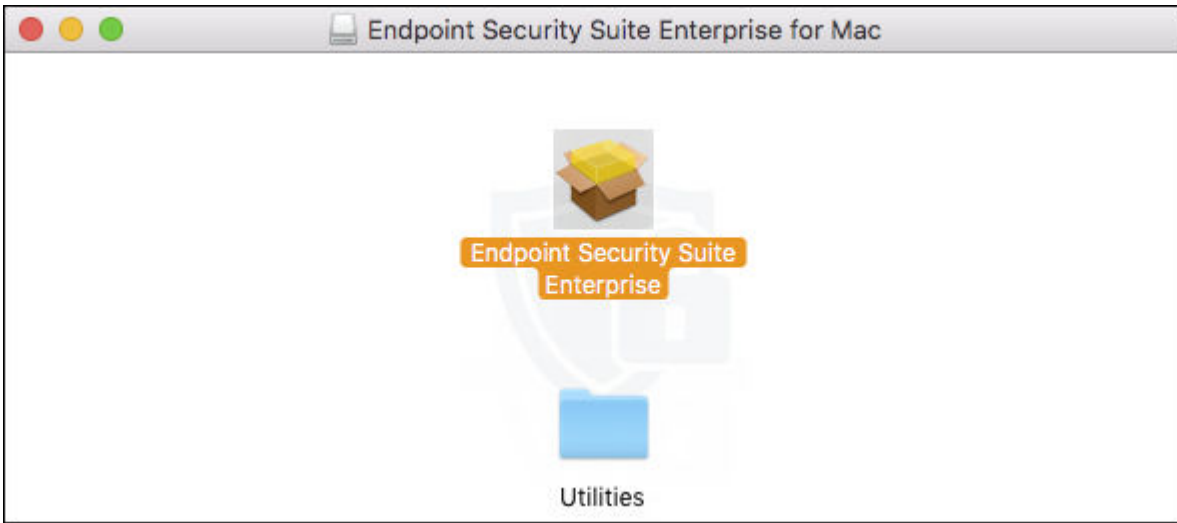 Endpoint Security Suite Enterprise for Mac
Endpoint Security Suite
Enterprise
Utilities